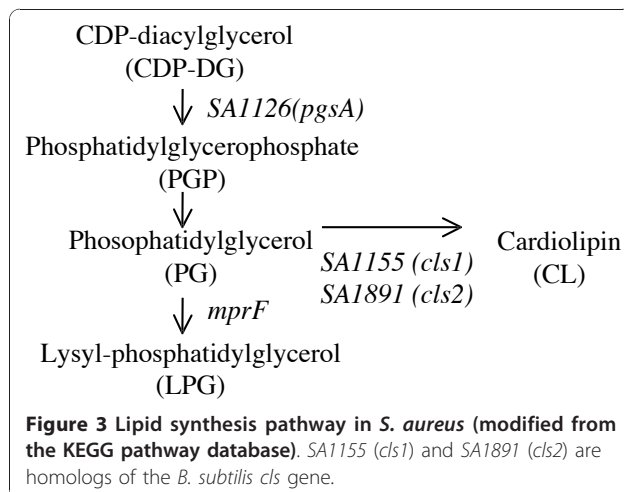 CDP-diacylglycerol
(CDP-DG)
SA1126(pgsA)
Phosphatidylglycerophosphate
(PGP)
Phosophatidylglycerol
(PG)
SA1155 (cls1)
SA1891 (cls2)
Cardiolipin
(CL)
mprF
Lysyl-phosphatidylglycerol
(LPG)
Figure 3 Lipid synthesis pathway in S. aureus (modified from
the KEGG pathway database). SA1155 (cls1) and SA1891 (cls2) are
homologs of the B. subtilis cls gene.